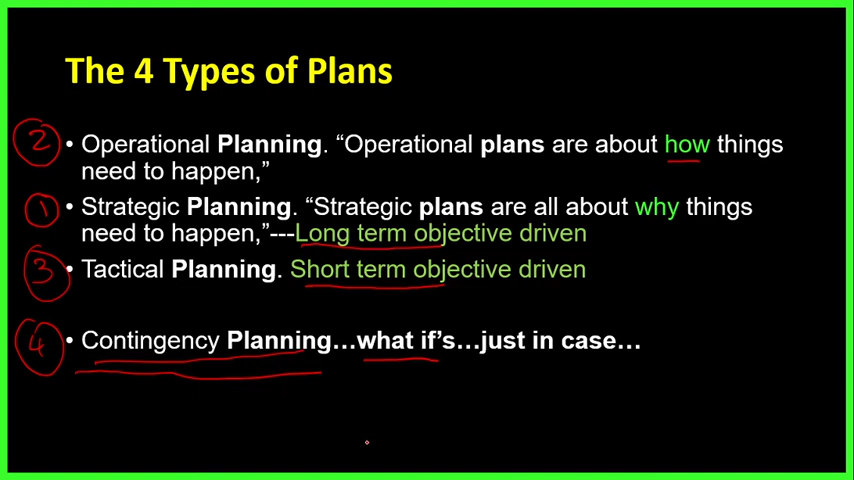 The 4 Types of Plans
② • Operational Planning. “Operational plans are about how things
need to happen,”
① • Strategic Planning. “Strategic plans are all about why things
need to happen,”---Long term objective driven
③ • Tactical Planning. Short term objective driven
④ • Contingency Planning…what if’s…just in case…